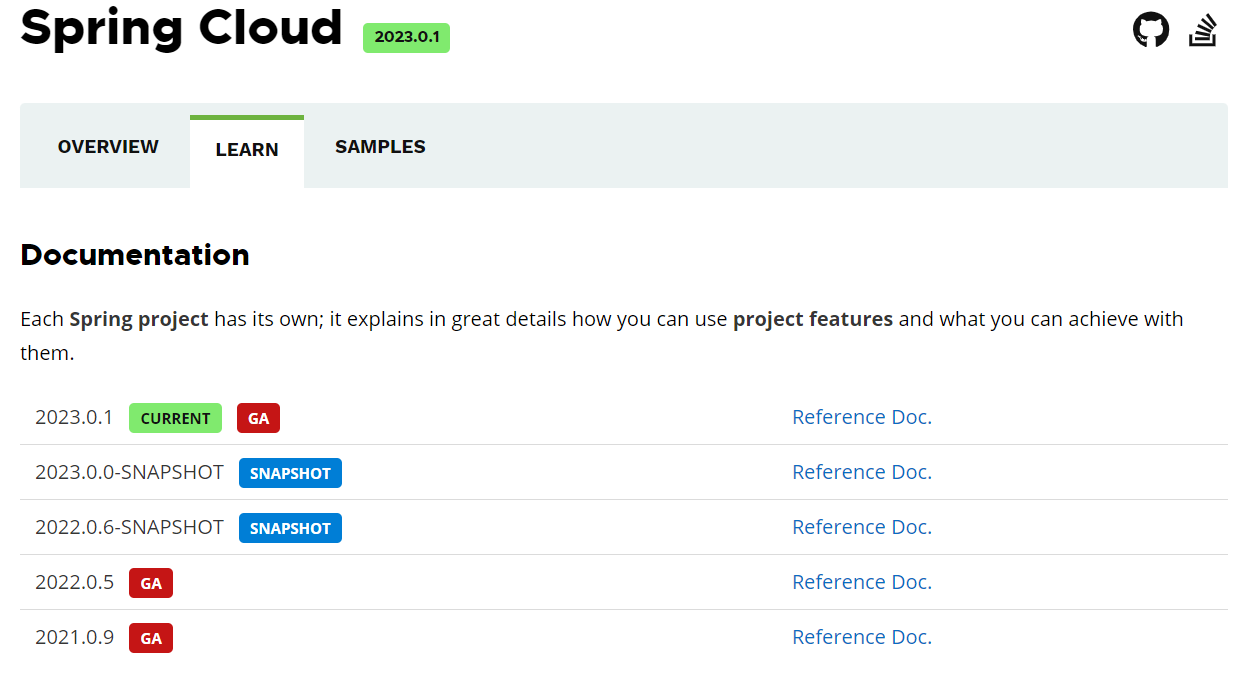 Spring Cloud 2023.0.1
OVERVIEW LEARN SAMPLES
Documentation
Each Spring project has its own; it explains in great details how you can use project features and what you can achieve with
them.
2023.0.1 CURRENT GA Reference Doc.
2023.0.0-SNAPSHOT SNAPSHOT Reference Doc.
2022.0.6-SNAPSHOT SNAPSHOT Reference Doc.
2022.0.5 GA Reference Doc.
2021.0.9 GA Reference Doc.